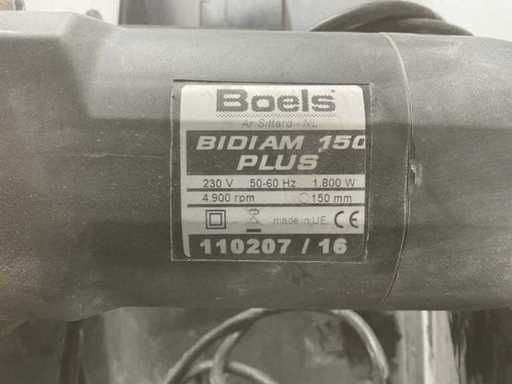 Boels
Ar Sittard - NL
BIDIAM 150
PLUS
230 V 50-60 Hz 1.800 W
4.900 rpm 150 mm
made in UE CE
110207 / 16